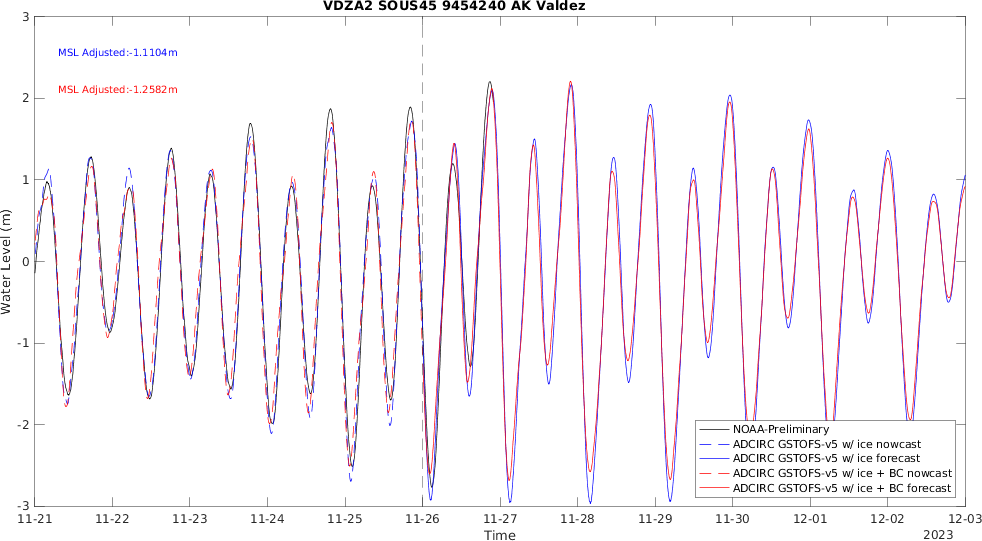 VDZA2 SOUS45 9454240 AK Valdez
MSL Adjusted:-1.1104m
MSL Adjusted:-1.2582m
Water Level (m)
3
2
1
0
-1
-2
-3
NOAA-Preliminary
ADCIRC GSTOFS-v5 w/ ice nowcast
ADCIRC GSTOFS-v5 w/ ice forecast
ADCIRC GSTOFS-v5 w/ ice + BC nowcast
ADCIRC GSTOFS-v5 w/ ice + BC forecast
11-21 11-22 11-23 11-24 11-25 11-26 11-27 11-28 11-29 11-30 12-01 12-02 12-03
Time
2023